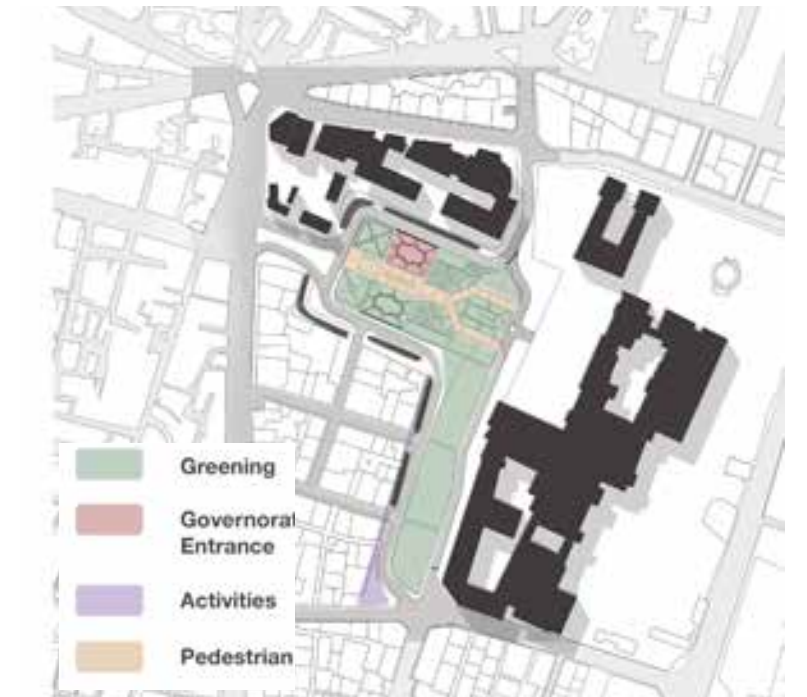 Greening
Governorat
Entrance
Activities
Pedestrian